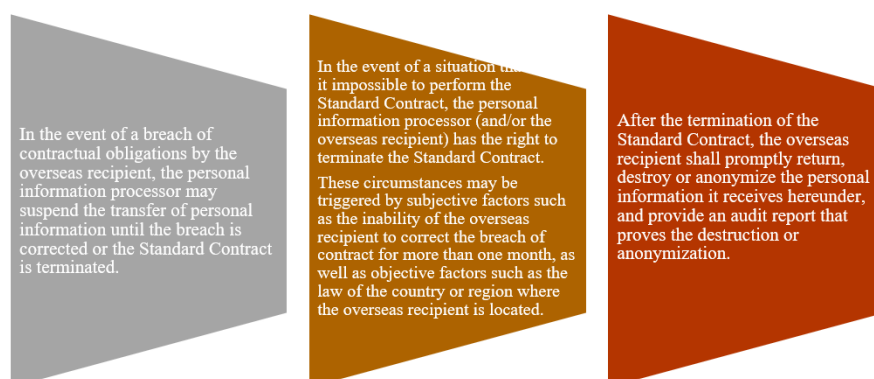 In the event of a breach of
contractual obligations by the
overseas recipient, the personal
information processor may
suspend the transfer of personal
information until the breach is
corrected or the Standard Contract
is terminated.
In the event of a situation
it impossible to perform the
Standard Contract, the personal
information processor (and/or the
overseas recipient) has the right to
terminate the Standard Contract.
These circumstances may be
triggered by subjective factors such
as the inability of the overseas
recipient to correct the breach of
contract for more than one month, as
well as objective factors such as the
law of the country or region where
the overseas recipient is located.
After the termination of the
Standard Contract, the overseas
recipient shall promptly return,
destroy or anonymize the personal
information it receives hereunder,
and provide an audit report that
proves the destruction or
anonymization.